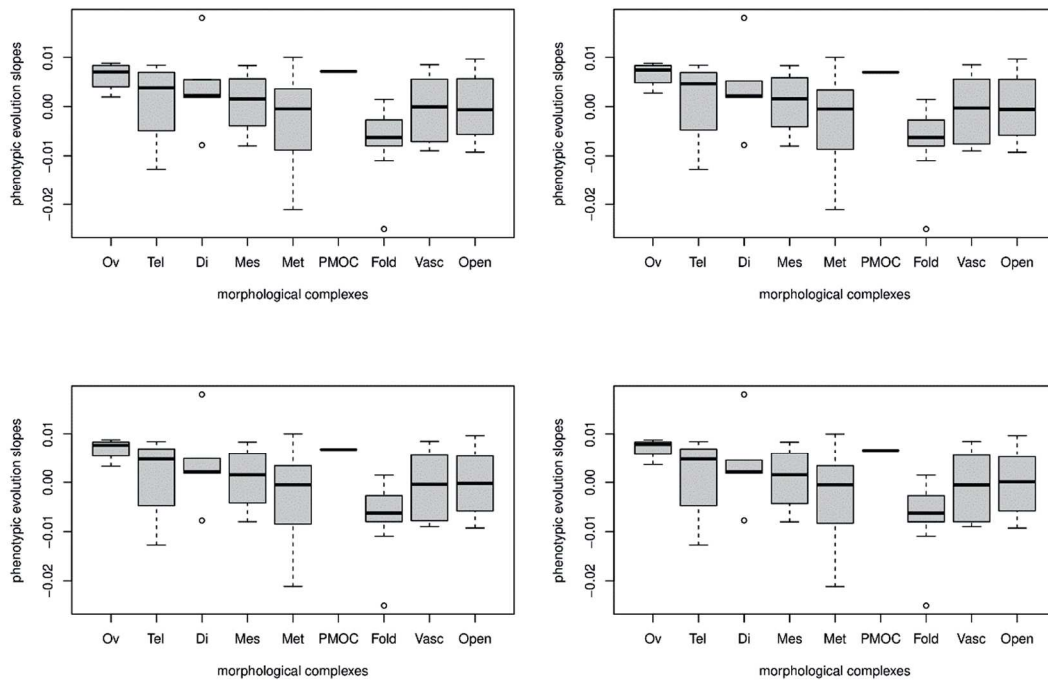 phenotypic evolution slopes
0.01
0.00
−0.01
−0.02
Ov Tel Di Mes Met PMOC Fold Vasc Open
morphological complexes
phenotypic evolution slopes
0.01
0.00
−0.01
−0.02
Ov Tel Di Mes Met PMOC Fold Vasc Open
morphological complexes
phenotypic evolution slopes
0.01
0.00
−0.01
−0.02
Ov Tel Di Mes Met PMOC Fold Vasc Open
morphological complexes
phenotypic evolution slopes
0.01
0.00
−0.01
−0.02
Ov Tel Di Mes Met PMOC Fold Vasc Open
morphological complexes